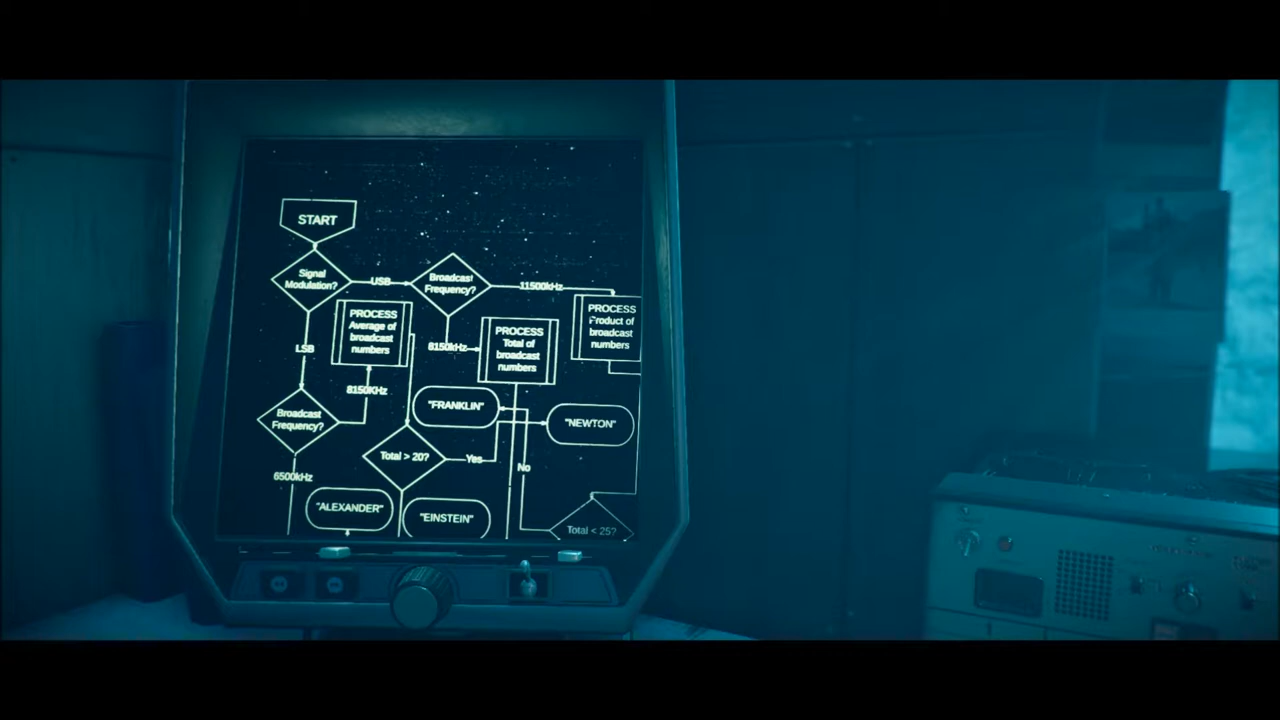 START
Signal
Modulation?
USB
Broadcast
Frequency?
11500kHz
PROCESS
Product of
broadcast
numbers
PROCESS
Average of
broadcast
numbers
PROCESS
Total of
broadcast
numbers
LSB
8150kHz
8150KHz
"FRANKLIN"
"NEWTON"
Broadcast
Frequency?
Total > 20?
Yes
No
6500kHz
"ALEXANDER"
"EINSTEIN"
Total < 25?